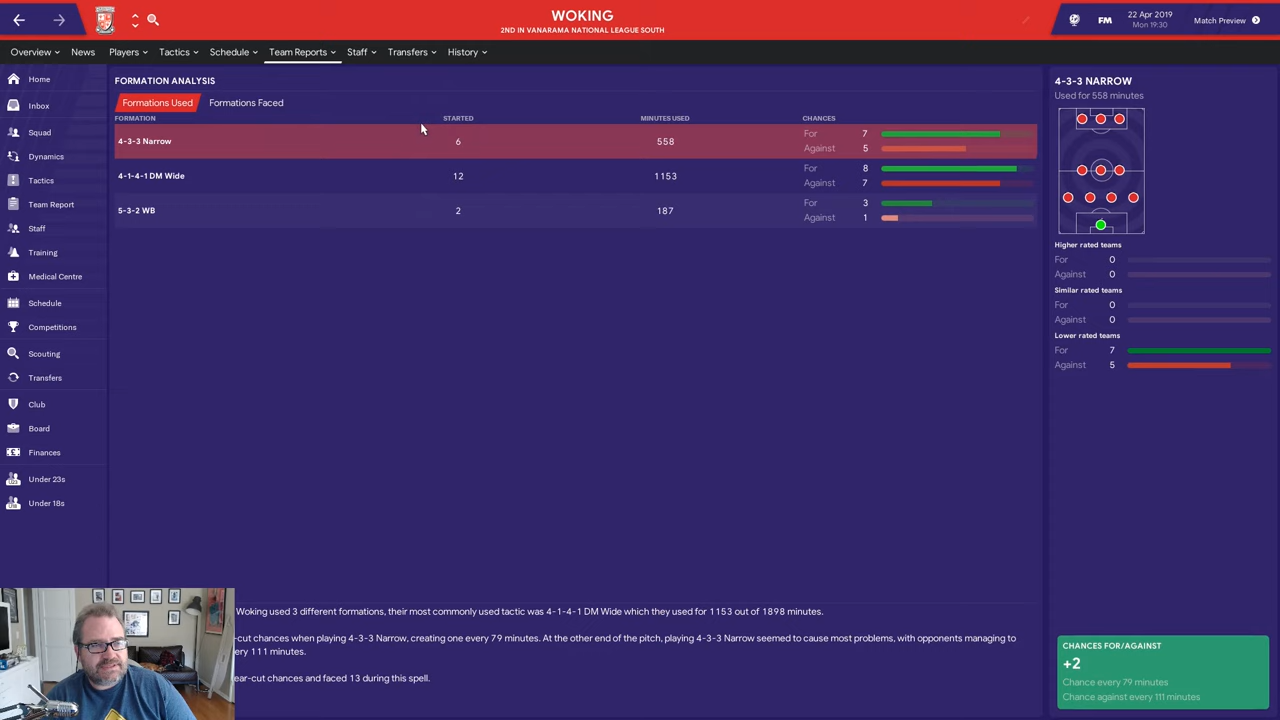 WOKING
2ND IN VANARAMA NATIONAL LEAGUE SOUTH
FM
22 Apr 2019
Mon 19:30
Match Preview
Overview
News
Players
Tactics
Schedule
Team Reports
Staff
Transfers
History
Home
Inbox
Squad
Dynamics
Tactics
Team Report
Staff
Training
Medical Centre
Schedule
Competitions
Scouting
Transfers
Club
Board
Finances
Under 23s
Under 18s
FORMATION ANALYSIS
Formations Used Formations Faced
FORMATION STARTED MINUTES USED CHANCES
4-3-3 Narrow 6 558 For 7
Against 5
4-1-4-1 DM Wide 12 1153 For 8
Against 7
5-3-2 WB 2 187 For 3
Against 1
Woking used 3 different formations, their most commonly used tactic was 4-1-4-1 DM Wide which they used for 1153 out of 1898 minutes.
-cut chances when playing 4-3-3 Narrow, creating one every 79 minutes. At the other end of the pitch, playing 4-3-3 Narrow seemed to cause most problems, with opponents managing to
ery 111 minutes.
ear-cut chances and faced 13 during this spell.
4-3-3 NARROW
Used for 558 minutes
Higher rated teams
For 0
Against 0
Similar rated teams
For 0
Against 0
Lower rated teams
For 7
Against 5
CHANCES FOR/AGAINST
+2
Chance every 79 minutes
Chance against every 111 minutes